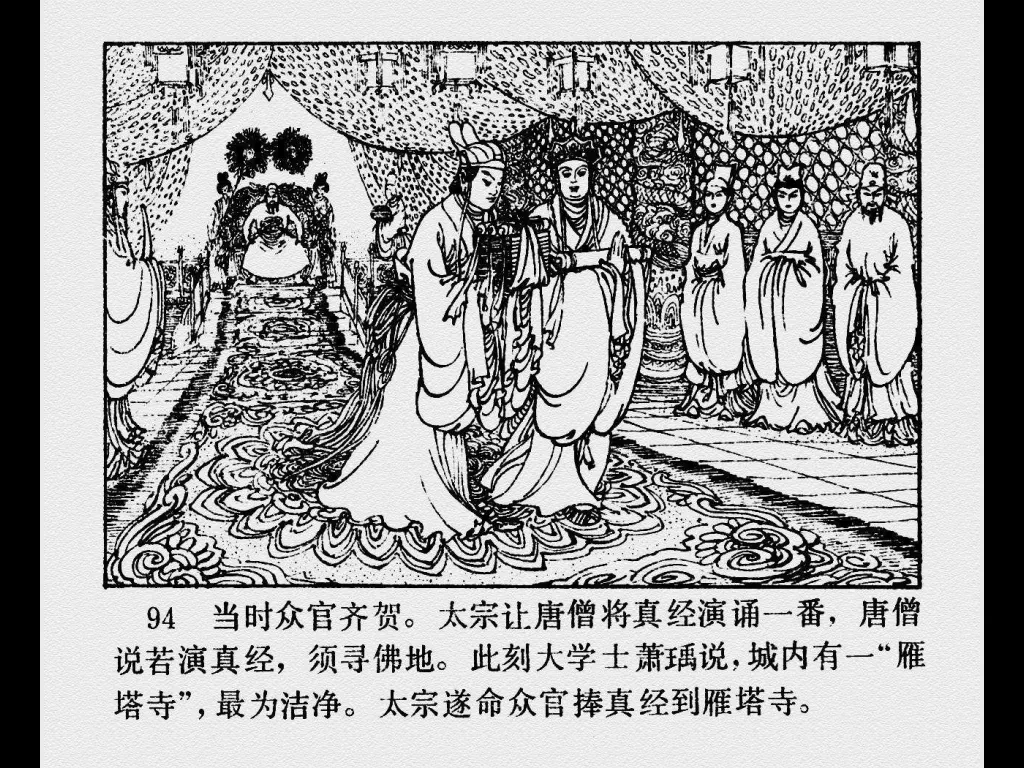 94 当时众官齐贺。太宗让唐僧将真经演诵一番，唐僧
说若演真经，须寻佛地。此刻大学士萧瑀说，城内有一“雁
塔寺”，最为洁净。太宗遂命众官捧真经到雁塔寺。